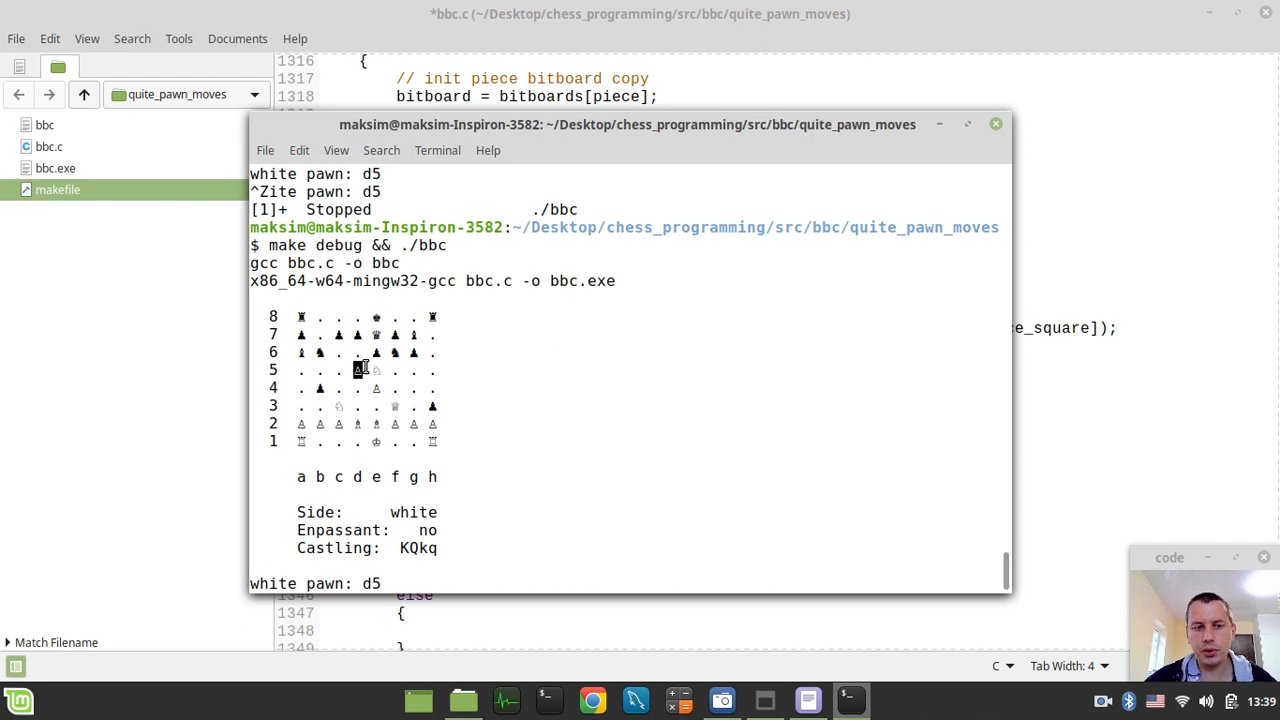 *bbc.c (~/Desktop/chess_programming/src/bbc/quite_pawn_moves)
File Edit View Search Tools Documents Help
quite_pawn_moves
bbc
bbc.c
bbc.exe
makefile
Match Filename
1316 {
1317 // init piece bitboard copy
1318 bitboard = bitboards[piece];
ce_square]);
else
1347 {
1348
1349 }
C Tab Width: 4
maksim@maksim-Inspiron-3582: ~/Desktop/chess_programming/src/bbc/quite_pawn_moves
File Edit View Search Terminal Help
white pawn: d5
^Zite pawn: d5
[1]+ Stopped ./bbc
maksim@maksim-Inspiron-3582:~/Desktop/chess_programming/src/bbc/quite_pawn_moves
$ make debug && ./bbc
gcc bbc.c -o bbc
x86_64-w64-mingw32-gcc bbc.c -o bbc.exe
8 ♜ . . . ♚ . . ♜
7 ♟ . ♟ ♟ ♛ ♟ ♝ .
6 ♝ ♞ . . ♟ ♞ ♟ .
5 . . . ♙ ♘ . . .
4 . ♟ . . ♙ . . .
3 . . ♘ . . ♕ . ♟
2 ♙ ♙ ♙ ♗ ♗ ♙ ♙ ♙
1 ♖ . . . ♔ . . ♖
a b c d e f g h
Side: white
Enpassant: no
Castling: KQkq
white pawn: d5
code
13:39